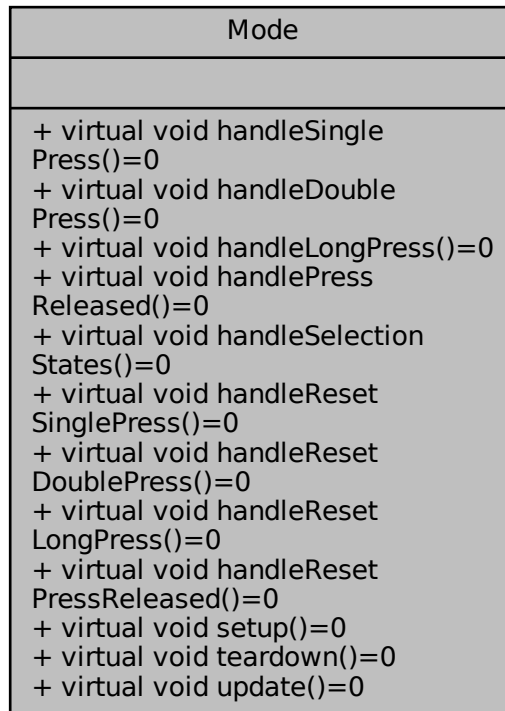 Mode
+ virtual void handleSingle
Press()=0
+ virtual void handleDouble
Press()=0
+ virtual void handleLongPress()=0
+ virtual void handlePress
Released()=0
+ virtual void handleSelection
States()=0
+ virtual void handleReset
SinglePress()=0
+ virtual void handleReset
DoublePress()=0
+ virtual void handleReset
LongPress()=0
+ virtual void handleReset
PressReleased()=0
+ virtual void setup()=0
+ virtual void teardown()=0
+ virtual void update()=0